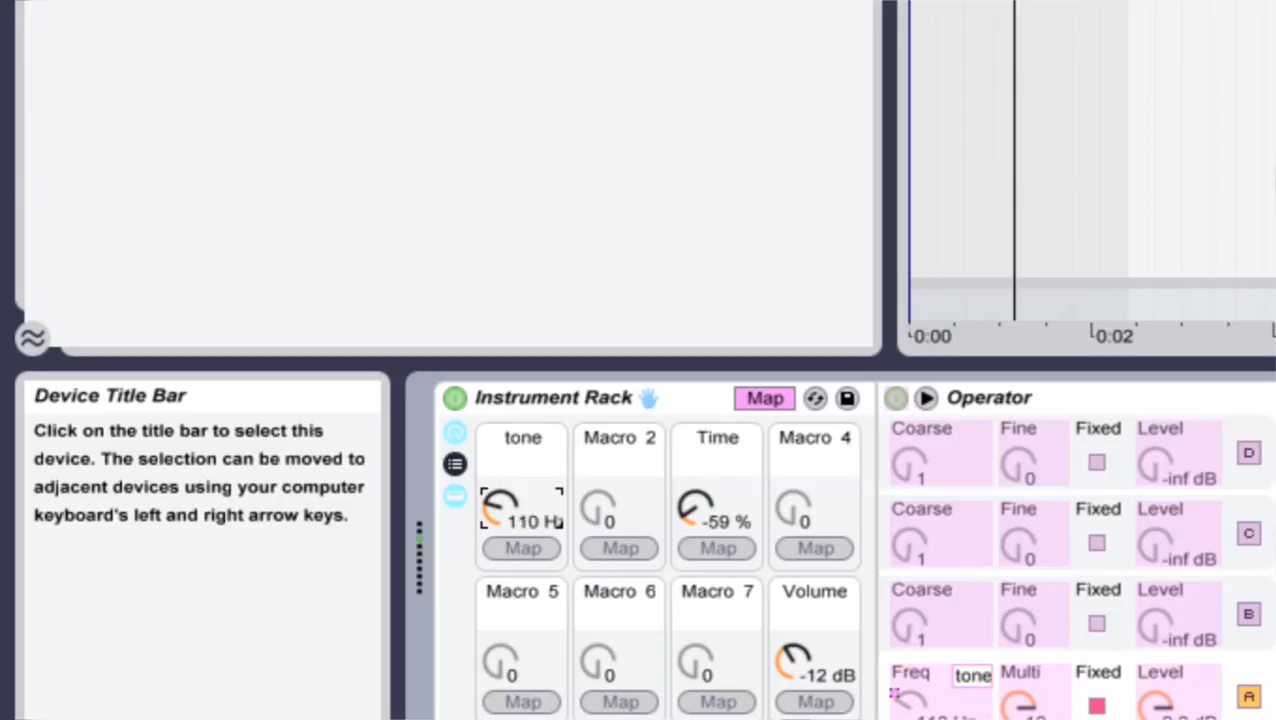 0:00
0:02
Device Title Bar
Click on the title bar to select this
device. The selection can be moved to
adjacent devices using your computer
keyboard's left and right arrow keys.
Instrument Rack
Map
tone
Macro 2
Time
Macro 4
110 Hz
0
-59 %
0
Map
Map
Map
Map
Macro 5
Macro 6
Macro 7
Volume
0
0
0
-12 dB
Map
Map
Map
Map
Operator
Coarse
Fine
Fixed
Level
1
0
-inf dB
D
Coarse
Fine
Fixed
Level
1
0
-inf dB
C
Coarse
Fine
Fixed
Level
1
0
-inf dB
B
Freq
tone
Multi
Fixed
Level
A